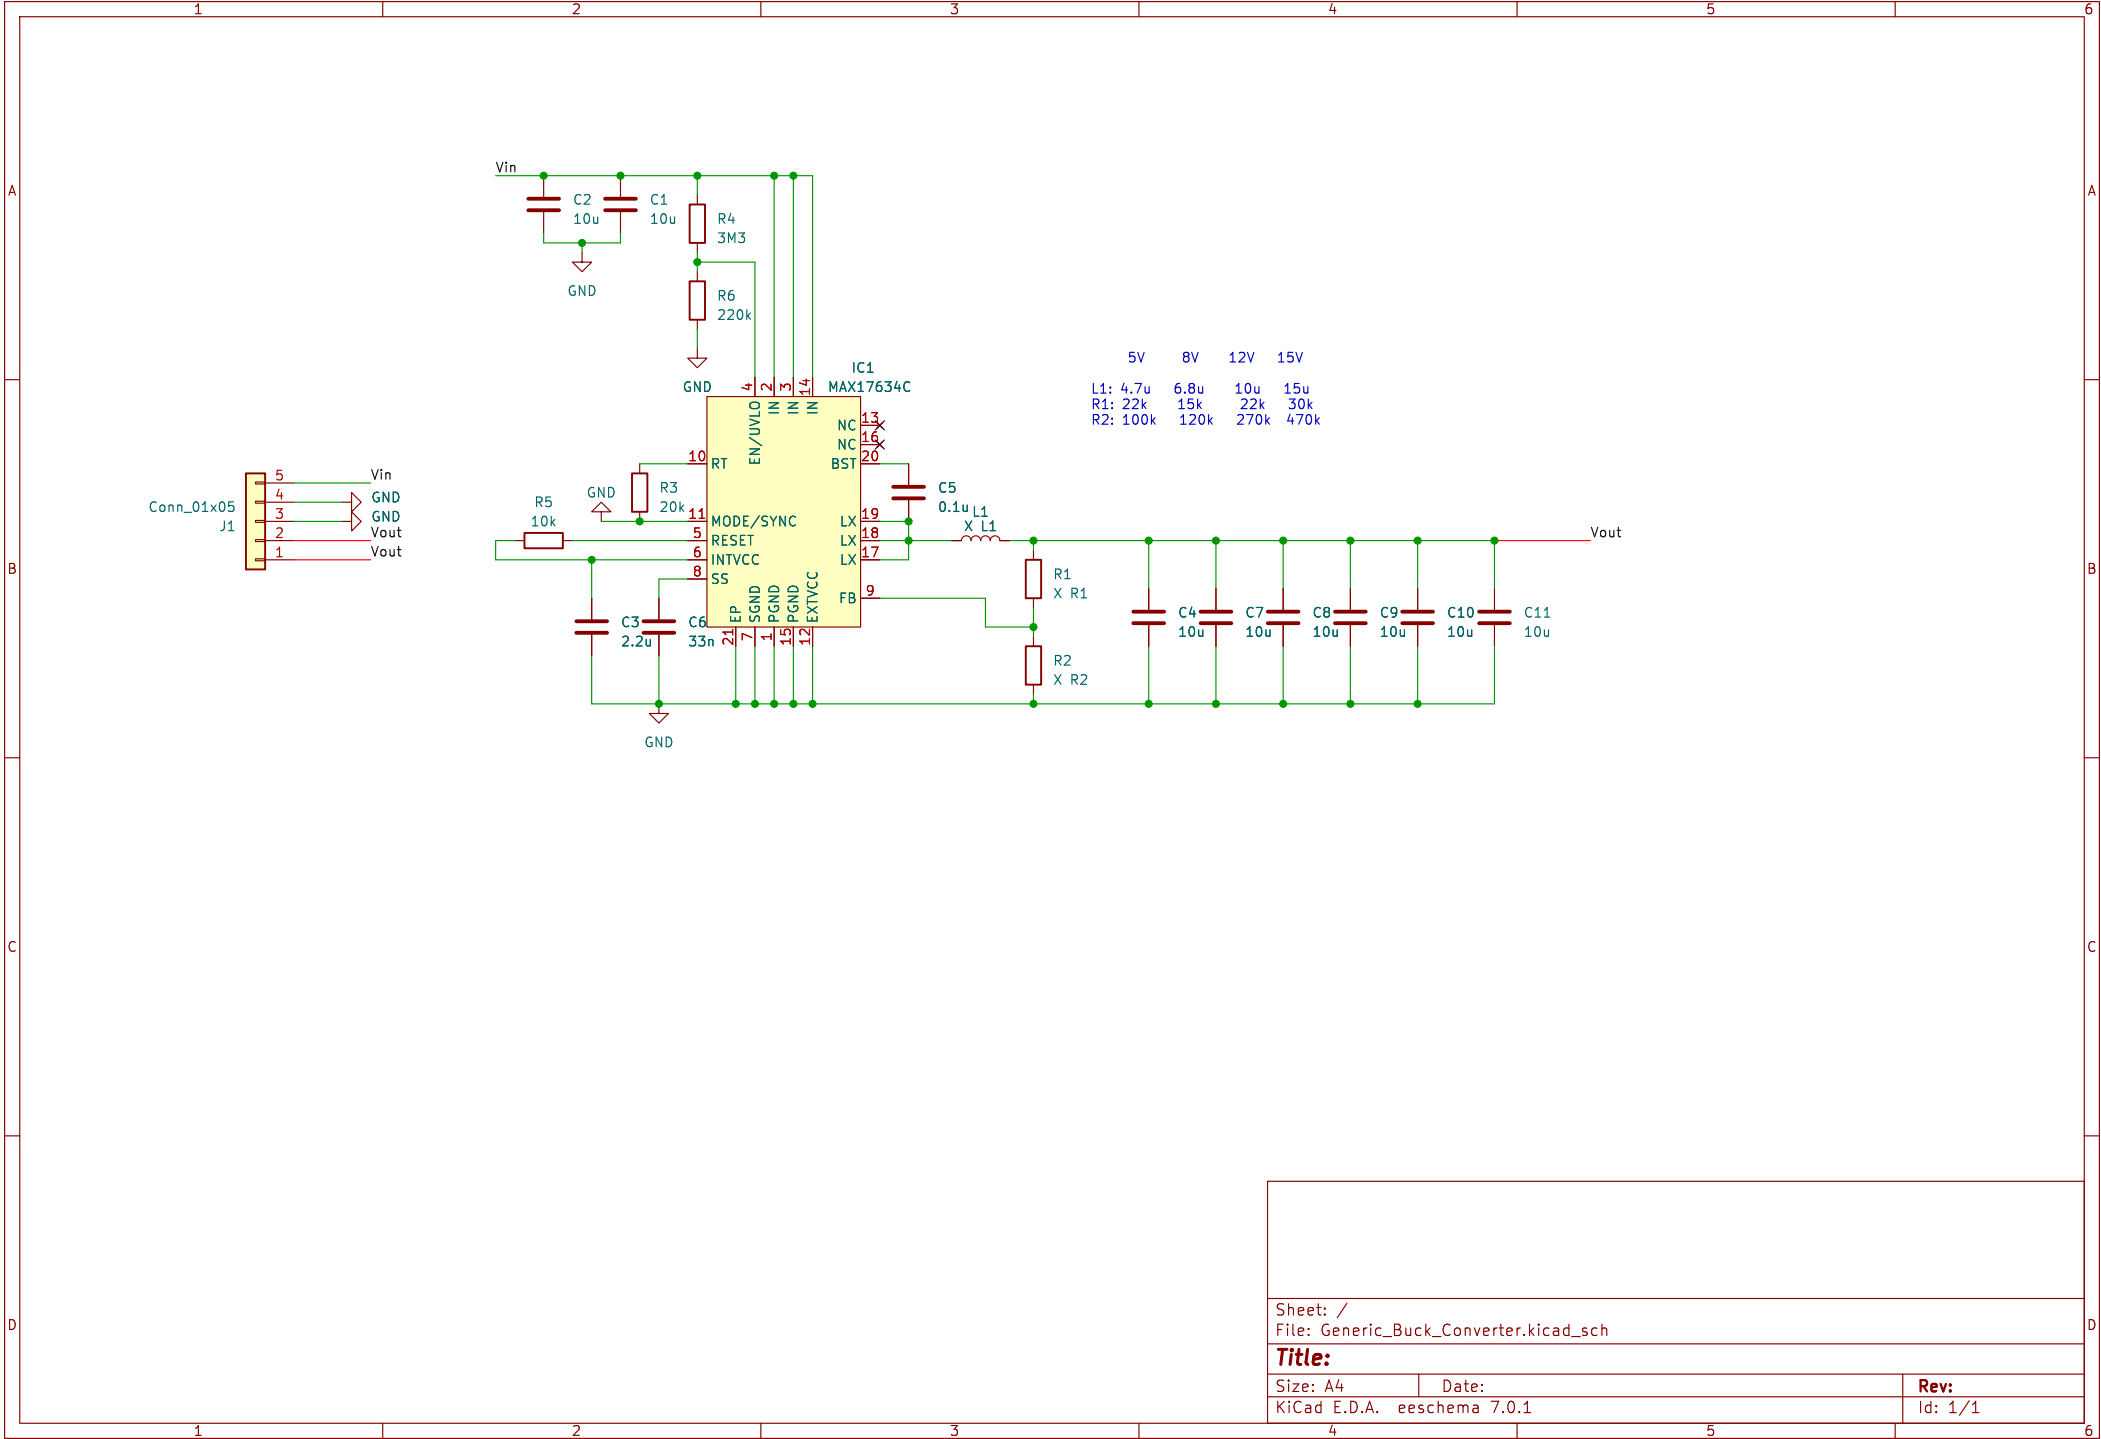 1 2 3 4 5 6
A A
B B
C C
D D
1 2 3 4 5 6
Vin
C2
10u
C1
10u
GND
R4
3M3
R6
220k
GND
IC1
MAX17634C
4 2 3 14
EN/UVLO IN IN IN
13 NC
16 NC
20 BST
19 LX
18 LX
17 LX
9 FB
10 RT
11 MODE/SYNC
5 RESET
6 INTVCC
8 SS
EP SGND PGND PGND EXTVCC
21 7 1 15 12
R3
20k
GND
R5
10k
C3
2.2u
C6
33n
GND
C5
0.1u
L1
X L1
R1
X R1
R2
X R2
5V 8V 12V 15V
L1: 4.7u 6.8u 10u 15u
R1: 22k 15k 22k 30k
R2: 100k 120k 270k 470k
C4
10u
C7
10u
C8
10u
C9
10u
C10
10u
C11
10u
Vout
Conn_01x05
J1
5 Vin
4 GND
3 GND
2 Vout
1 Vout
Sheet: /
File: Generic_Buck_Converter.kicad_sch
Title:
Size: A4 Date: Rev:
KiCad E.D.A. eeschema 7.0.1 Id: 1/1